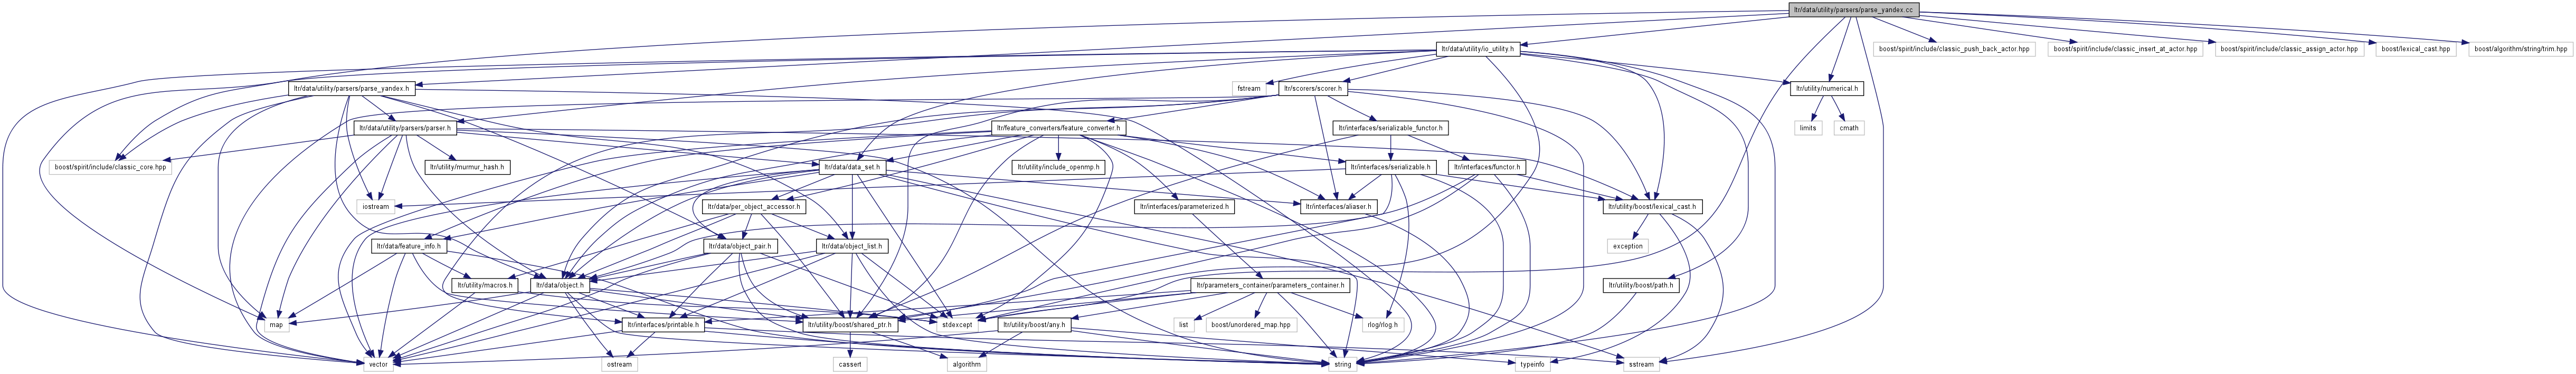 ltr/data/utility/parsers/parse_yandex.cc
ltr/data/utility/io_utility.h
boost/spirit/include/classic_push_back_actor.hpp
boost/spirit/include/classic_insert_at_actor.hpp
boost/spirit/include/classic_assign_actor.hpp
boost/lexical_cast.hpp
boost/algorithm/string/trim.hpp
ltr/data/utility/parsers/parse_yandex.h
fstream
ltr/scorers/scorer.h
ltr/utility/numerical.h
ltr/data/utility/parsers/parser.h
ltr/feature_converters/feature_converter.h
ltr/interfaces/serializable_functor.h
limits
cmath
boost/spirit/include/classic_core.hpp
ltr/utility/murmur_hash.h
ltr/data/data_set.h
ltr/utility/include_openmp.h
ltr/interfaces/serializable.h
ltr/interfaces/functor.h
iostream
ltr/data/per_object_accessor.h
ltr/interfaces/parameterized.h
ltr/interfaces/aliaser.h
ltr/utility/boost/lexical_cast.h
ltr/data/feature_info.h
ltr/data/object_pair.h
ltr/data/object_list.h
exception
ltr/utility/macros.h
ltr/data/object.h
ltr/parameters_container/parameters_container.h
ltr/utility/boost/path.h
map
ltr/interfaces/printable.h
ltr/utility/boost/shared_ptr.h
stdexcept
ltr/utility/boost/any.h
list
boost/unordered_map.hpp
rlog/rlog.h
vector
ostream
cassert
algorithm
string
typeinfo
sstream